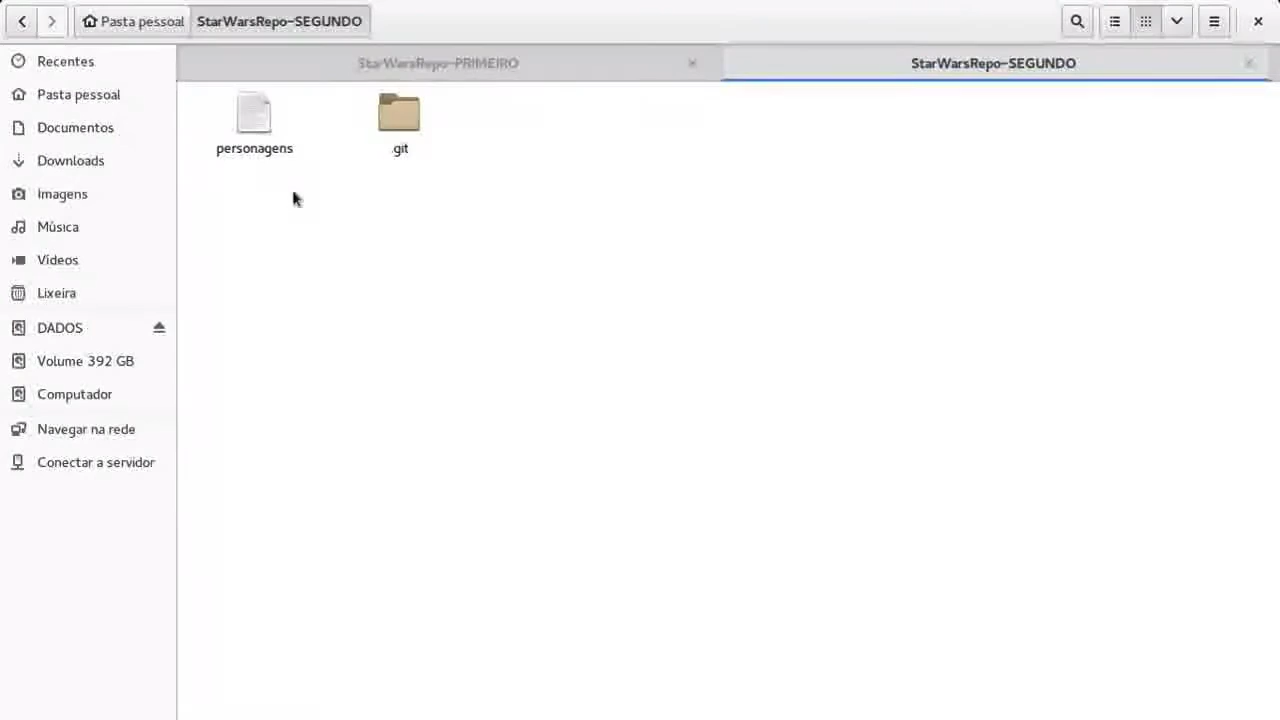 Pasta pessoal StarWarsRepo-SEGUNDO
StarWarsRepo-PRIMEIRO
StarWarsRepo-SEGUNDO
Recentes
Pasta pessoal
Documentos
Downloads
Imagens
Música
Vídeos
Lixeira
DADOS
Volume 392 GB
Computador
Navegar na rede
Conectar a servidor
personagens
.git